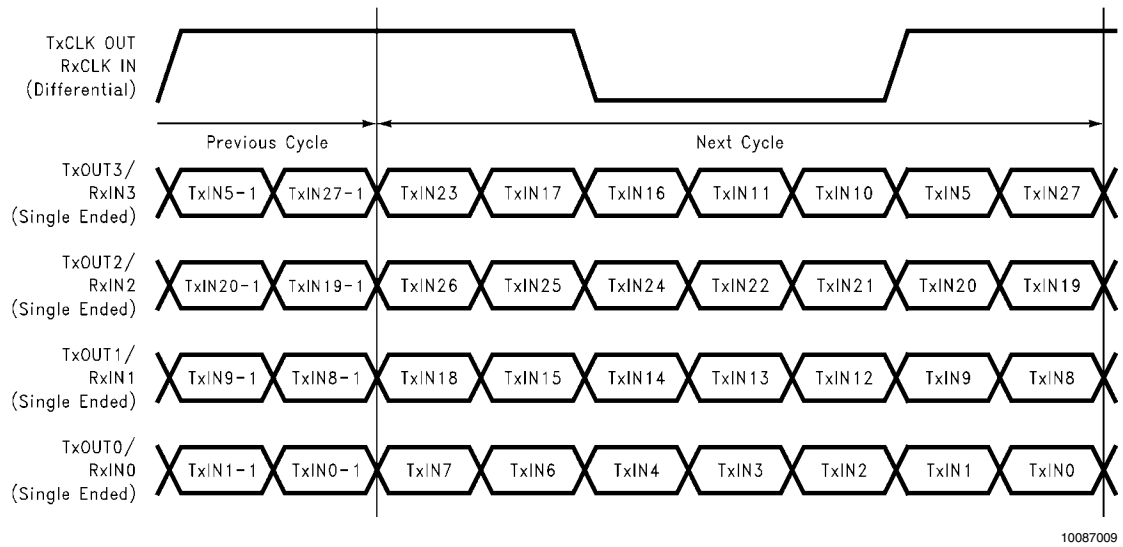 TxCLK OUT
RxCLK IN
(Differential)
Previous Cycle
Next Cycle
TxOUT3/
RxIN3
(Single Ended)
TxIN5-1 TxIN27-1 TxIN23 TxIN17 TxIN16 TxIN11 TxIN10 TxIN5 TxIN27
TxOUT2/
RxIN2
(Single Ended)
TxIN20-1 TxIN19-1 TxIN26 TxIN25 TxIN24 TxIN22 TxIN21 TxIN20 TxIN19
TxOUT1/
RxIN1
(Single Ended)
TxIN9-1 TxIN8-1 TxIN18 TxIN15 TxIN14 TxIN13 TxIN12 TxIN9 TxIN8
TxOUT0/
RxIN0
(Single Ended)
TxIN1-1 TxIN0-1 TxIN7 TxIN6 TxIN4 TxIN3 TxIN2 TxIN1 TxIN0
10087009